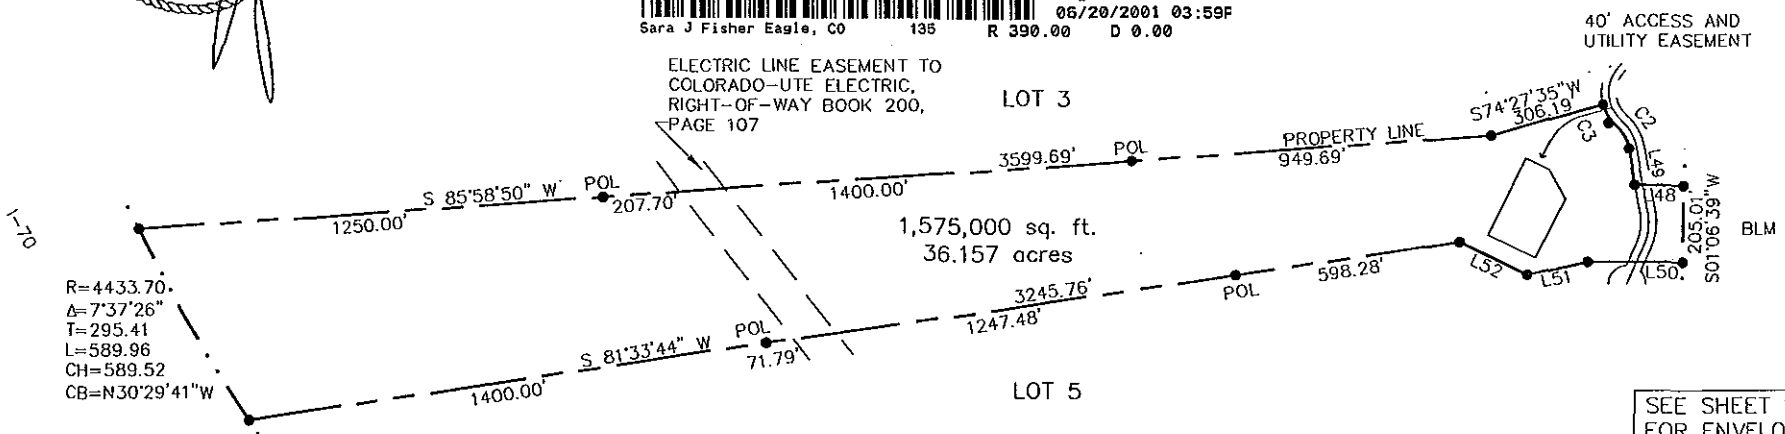 06/20/2001 03:59P
Sara J Fisher Eagle, CO 135 R 390.00 D 0.00
40' ACCESS AND
UTILITY EASEMENT
ELECTRIC LINE EASEMENT TO
COLORADO-UTE ELECTRIC,
RIGHT-OF-WAY BOOK 200,
PAGE 107
LOT 3
S74°27'35"W
306.19
C3
C2
L49
L48
PROPERTY LINE
949.69'
POL
3599.69'
1400.00'
POL
207.70'
S 85°58'50" W
1250.00'
I-70
1,575,000 sq. ft.
36.157 acres
205.01'
S01°06'39"W
BLM
L50
L51
L52
598.28'
POL
3245.76'
1247.48'
POL
71.79'
S 81°33'44" W
1400.00'
R=4433.70
Δ=7°37'26"
T=295.41
L=589.96
CH=589.52
CB=N30°29'41"W
LOT 5
SEE SHEET